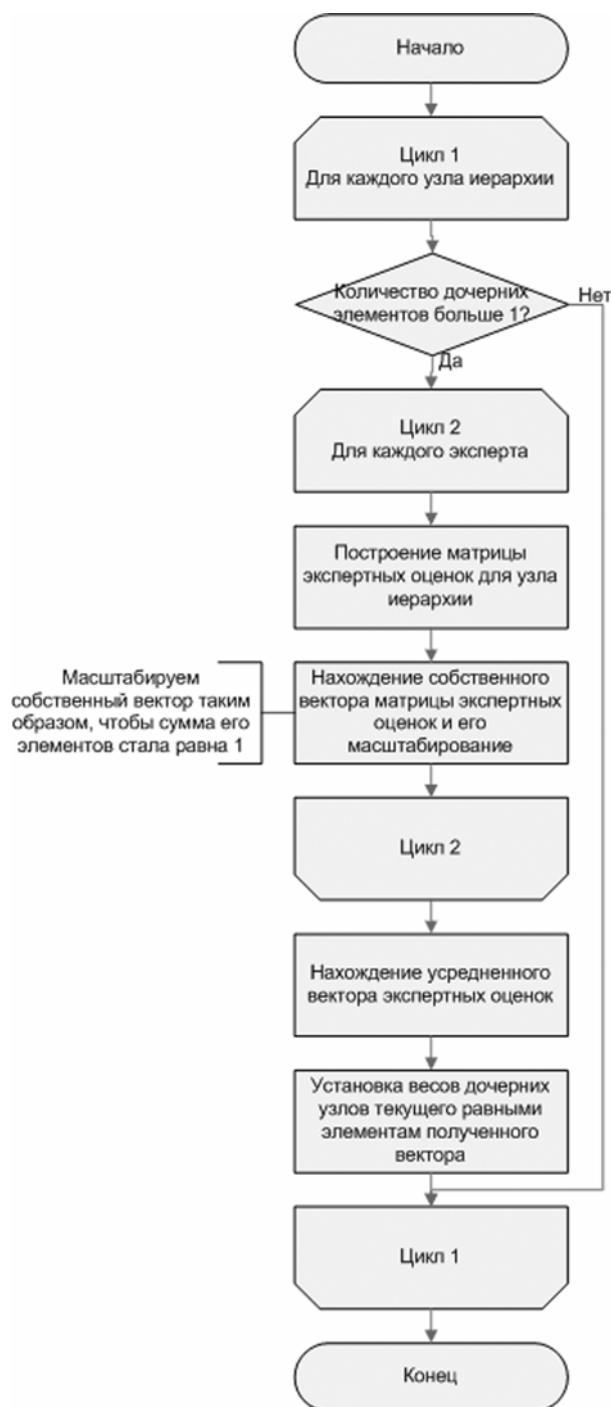 Начало
Цикл 1
Для каждого узла иерархии
Количество дочерних
элементов больше 1?
Нет
Да
Цикл 2
Для каждого эксперта
Построение матрицы
экспертных оценок для узла
иерархии
Масштабируем
собственный вектор таким
образом, чтобы сумма его
элементов стала равна 1
Нахождение собственного
вектора матрицы экспертных
оценок и его
масштабирование
Цикл 2
Нахождение усредненного
вектора экспертных оценок
Установка весов дочерних
узлов текущего равными
элементам полученного
вектора
Цикл 1
Конец